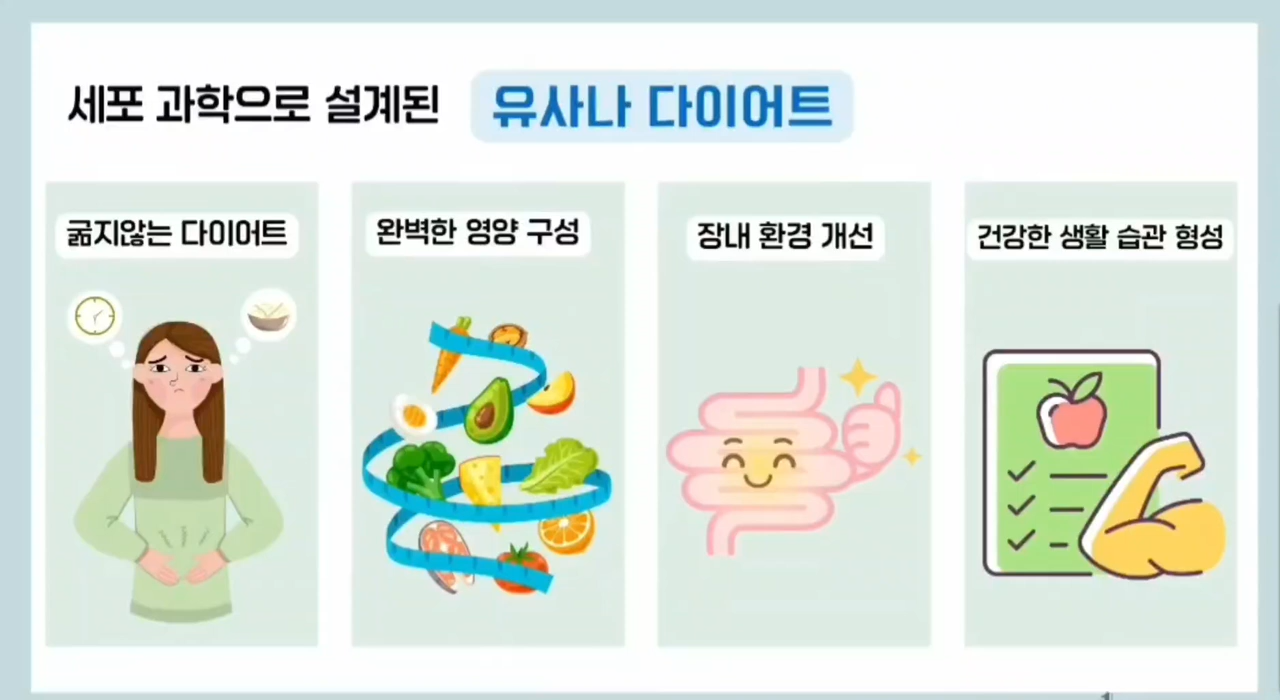 세포 과학으로 설계된 유사나 다이어트
굶지않는 다이어트
완벽한 영양 구성
장내 환경 개선
건강한 생활 습관 형성